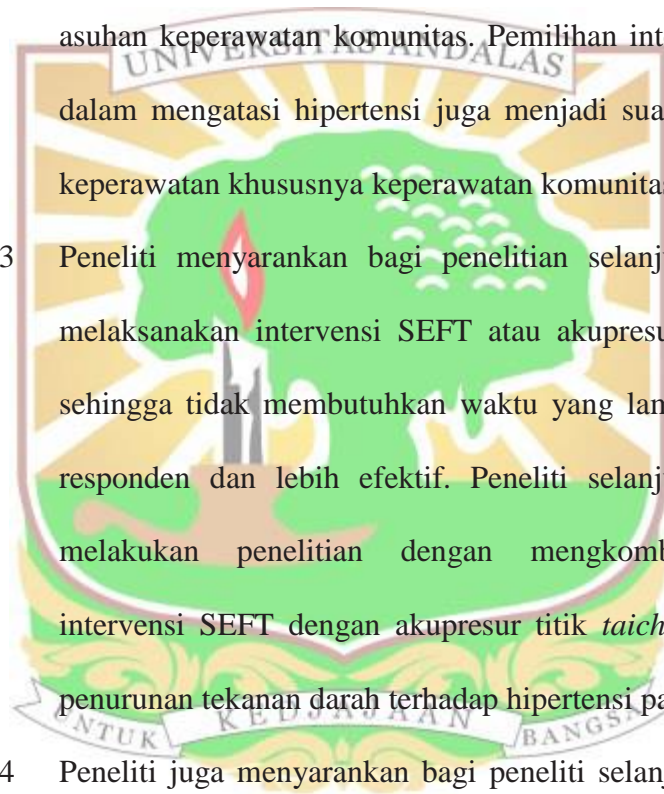 asuhan keperawatan komunitas. Pemilihan int
UNIVERSITAS ANDALAS
dalam mengatasi hipertensi juga menjadi sua
keperawatan khususnya keperawatan komunitas
3 Peneliti menyarankan bagi penelitian selanj
melaksanakan intervensi SEFT atau akupresu
sehingga tidak membutuhkan waktu yang lam
responden dan lebih efektif. Peneliti selanj
melakukan penelitian dengan mengkomb
intervensi SEFT dengan akupresur titik taich
penurunan tekanan darah terhadap hipertensi pa
UNTUK KEDJAJAAN BANGSA
4 Peneliti juga menyarankan bagi peneliti selanj